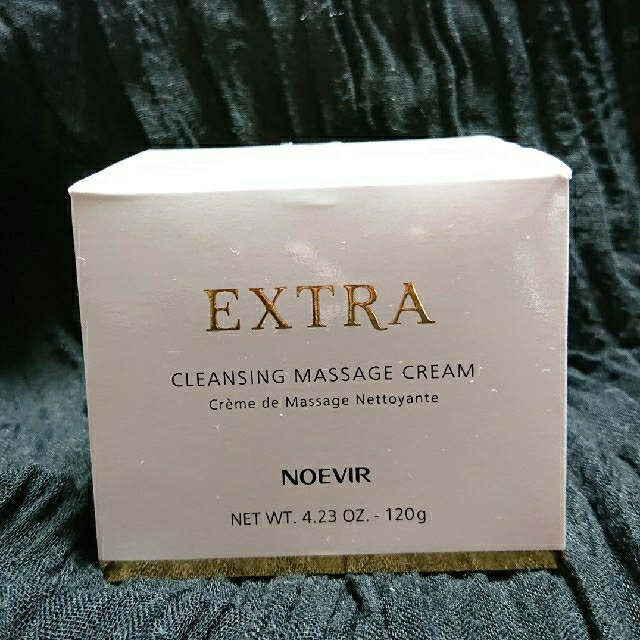 EXTRA
CLEANSING MASSAGE CREAM
Crème de Massage Nettoyante
NOEVIR
NET WT. 4.23 OZ. - 120g